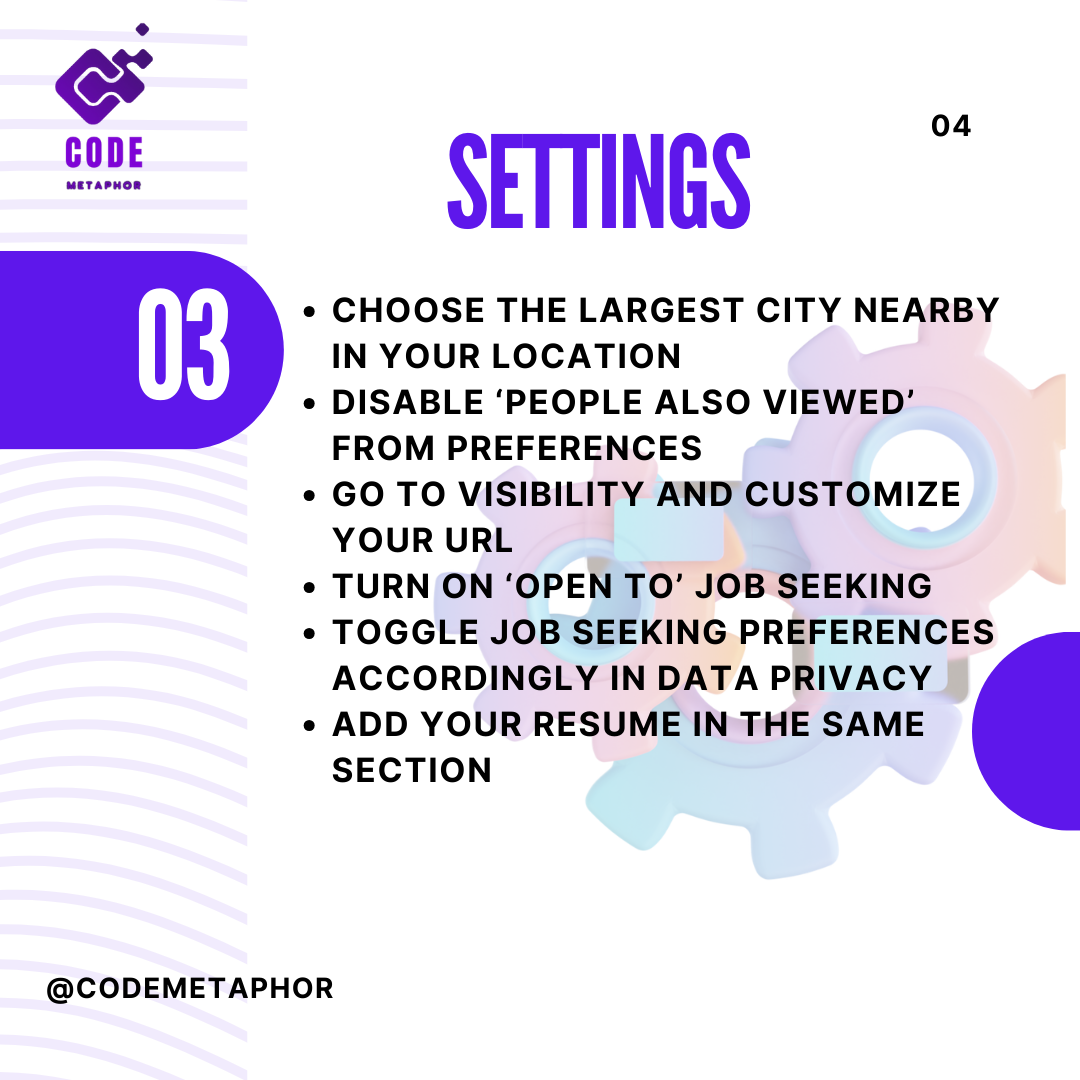 CODE
METAPHOR
04
SETTINGS
03
• CHOOSE THE LARGEST CITY NEARBY
IN YOUR LOCATION
• DISABLE ‘PEOPLE ALSO VIEWED’
FROM PREFERENCES
• GO TO VISIBILITY AND CUSTOMIZE
YOUR URL
• TURN ON ‘OPEN TO’ JOB SEEKING
• TOGGLE JOB SEEKING PREFERENCES
ACCORDINGLY IN DATA PRIVACY
• ADD YOUR RESUME IN THE SAME
SECTION
@CODEMETAPHOR